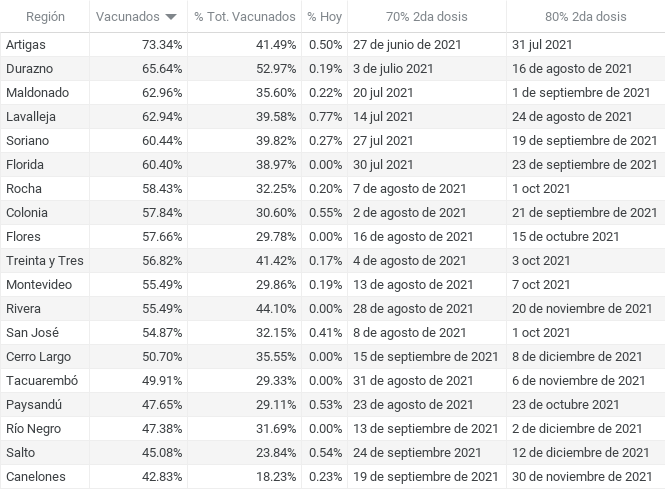 Región Vacunados % Tot. Vacunados % Hoy 70% 2da dosis 80% 2da dosis
Artigas 73.34% 41.49% 0.50% 27 de junio de 2021 31 jul 2021
Durazno 65.64% 52.97% 0.19% 3 de julio 2021 16 de agosto de 2021
Maldonado 62.96% 35.60% 0.22% 20 jul 2021 1 de septiembre de 2021
Lavalleja 62.94% 39.58% 0.77% 14 jul 2021 24 de agosto de 2021
Soriano 60.44% 39.82% 0.27% 27 jul 2021 19 de septiembre de 2021
Florida 60.40% 38.97% 0.00% 30 jul 2021 23 de septiembre de 2021
Rocha 58.43% 32.25% 0.20% 7 de agosto de 2021 1 oct 2021
Colonia 57.84% 30.60% 0.55% 2 de agosto de 2021 21 de septiembre de 2021
Flores 57.66% 29.78% 0.00% 16 de agosto de 2021 15 de octubre 2021
Treinta y Tres 56.82% 41.42% 0.17% 4 de agosto de 2021 3 oct 2021
Montevideo 55.49% 29.86% 0.19% 13 de agosto de 2021 7 oct 2021
Rivera 55.49% 44.10% 0.00% 28 de agosto de 2021 20 de noviembre de 2021
San José 54.87% 32.15% 0.41% 8 de agosto de 2021 1 oct 2021
Cerro Largo 50.70% 35.55% 0.00% 15 de septiembre de 2021 8 de diciembre de 2021
Tacuarembó 49.91% 29.33% 0.00% 31 de agosto de 2021 6 de noviembre de 2021
Paysandú 47.65% 29.11% 0.53% 23 de agosto de 2021 23 de octubre 2021
Río Negro 47.38% 31.69% 0.00% 13 de septiembre de 2021 2 de diciembre de 2021
Salto 45.08% 23.84% 0.54% 24 de septiembre de 2021 12 de diciembre de 2021
Canelones 42.83% 18.23% 0.23% 19 de septiembre de 2021 30 de noviembre de 2021